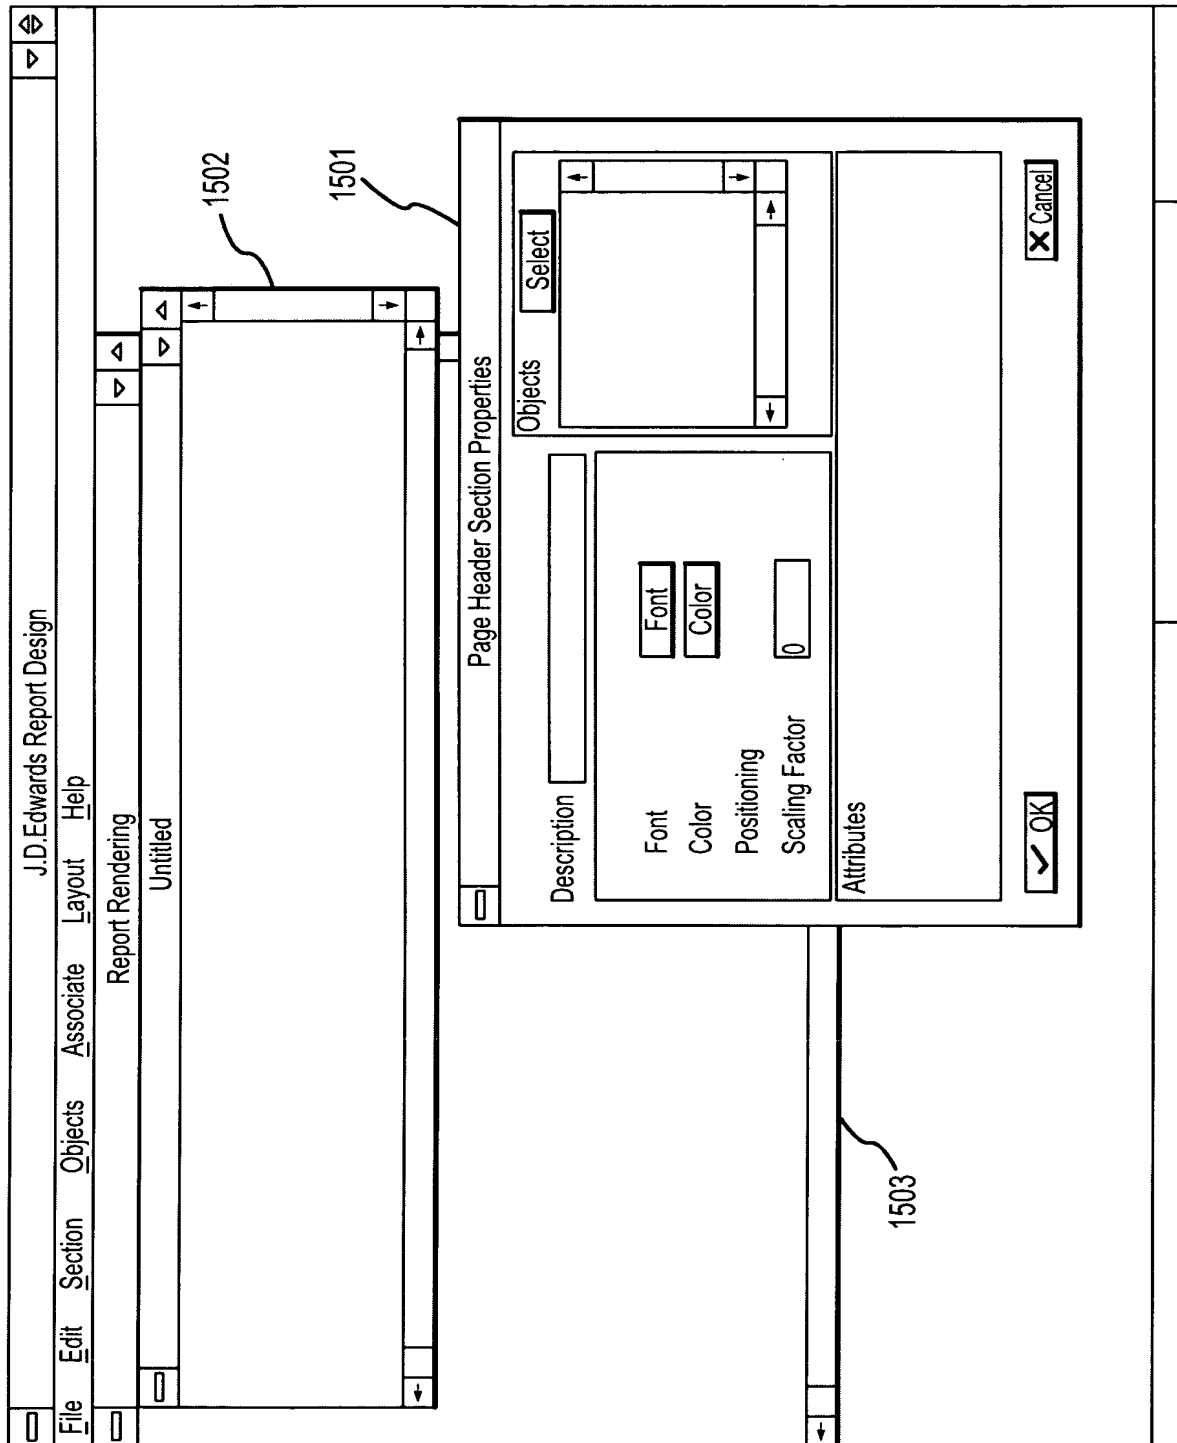 J.D.Edwards Report Design
File Edit Section Objects Associate Layout Help
Report Rendering
Untitled
1502
1501
Page Header Section Properties
Description
Objects Select
Font Font
Color Color
Positioning
Scaling Factor 0
Attributes
OK Cancel
1503